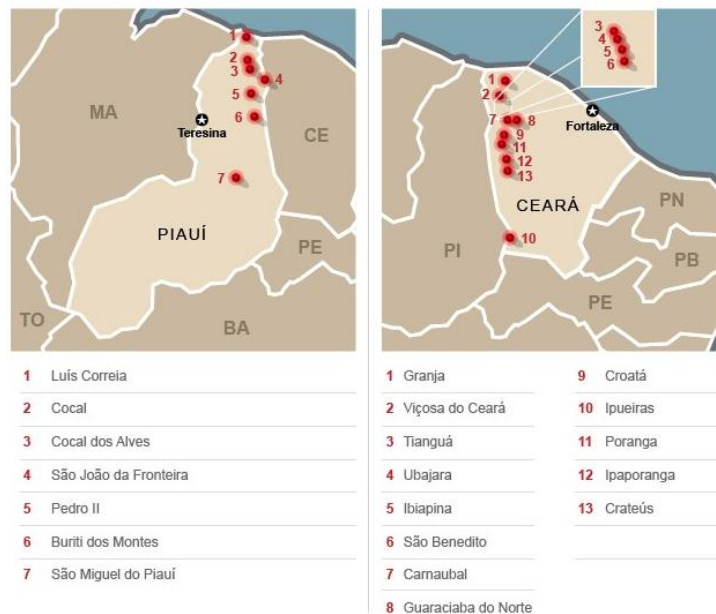 1
2
3
4
5
6
7
MA
Teresina
CE
PIAUÍ
PE
TO
BA
3
4
5
6
1
2
7
8
9
11
12
13
10
Fortaleza
CEARÁ
PN
PI
PB
PE
1 Luís Correia
2 Cocal
3 Cocal dos Alves
4 São João da Fronteira
5 Pedro II
6 Buriti dos Montes
7 São Miguel do Piauí
1 Granja
2 Viçosa do Ceará
3 Tianguá
4 Ubajara
5 Ibiapina
6 São Benedito
7 Carnaubal
8 Guaraciaba do Norte
9 Croatá
10 Ipueiras
11 Poranga
12 Ipaporanga
13 Crateús